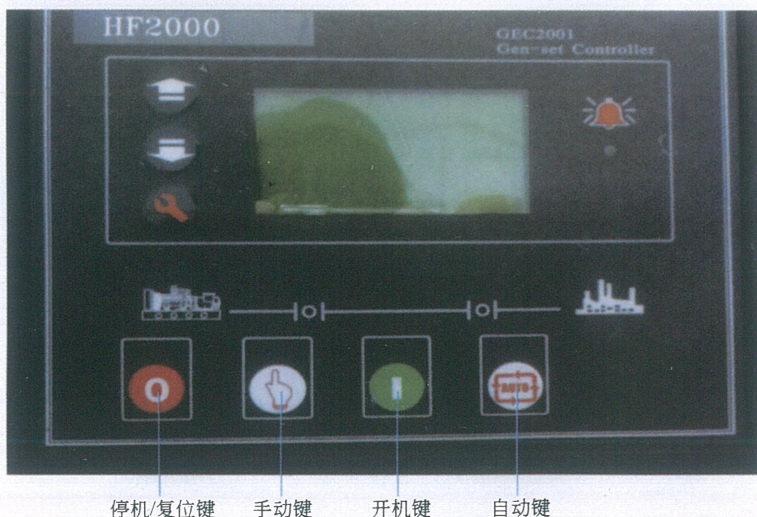 HF2000
GEC2001
Gen-set Controller
O
I
AUTO
停机/复位键 手动键 开机键 自动键